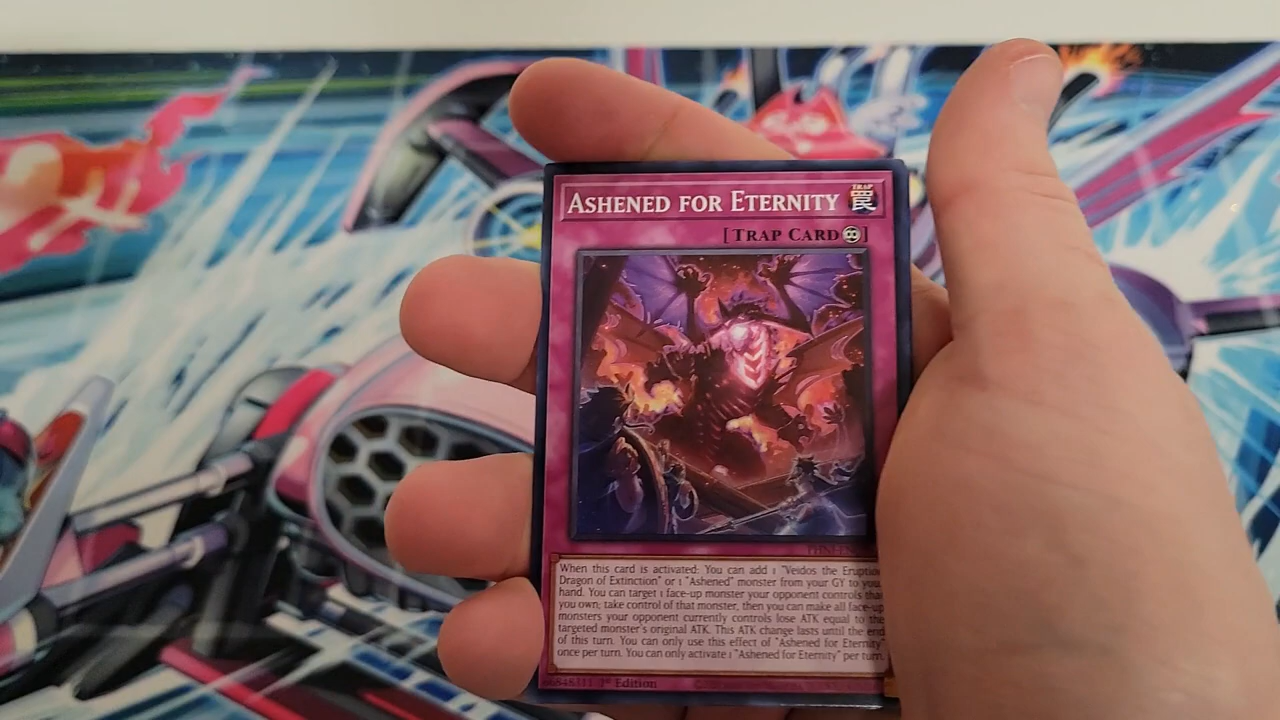 ASHENED FOR ETERNITY
TRAP
罠
[TRAP CARD]
When this card is activated: You can add 1 "Veidos the Eruption
Dragon of Extinction" or 1 "Ashened" monster from your GY to your
hand. You can target 1 face-up monster your opponent controls that
you own; take control of that monster, then you can make all face-up
monsters your opponent currently controls lose ATK equal to the
targeted monster's original ATK. This ATK change lasts until the end
of this turn. You can only use this effect of "Ashened for Eternity"
once per turn. You can only activate 1 "Ashened for Eternity" per turn.
1st Edition